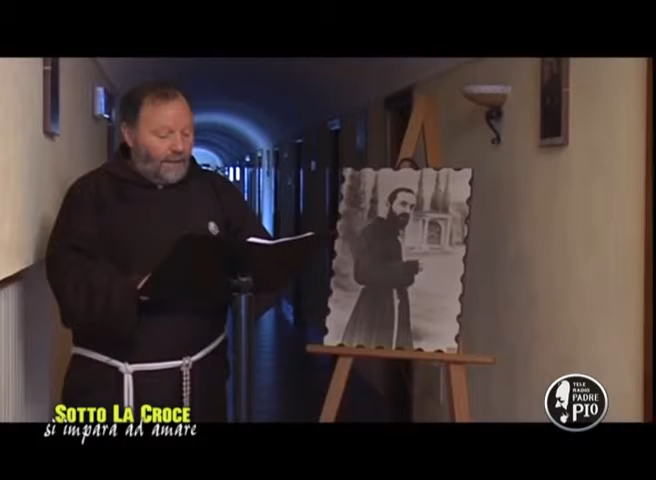 SOTTO LA CROCE
si impara ad amare
TELE
RADIO
PADRE
PIO